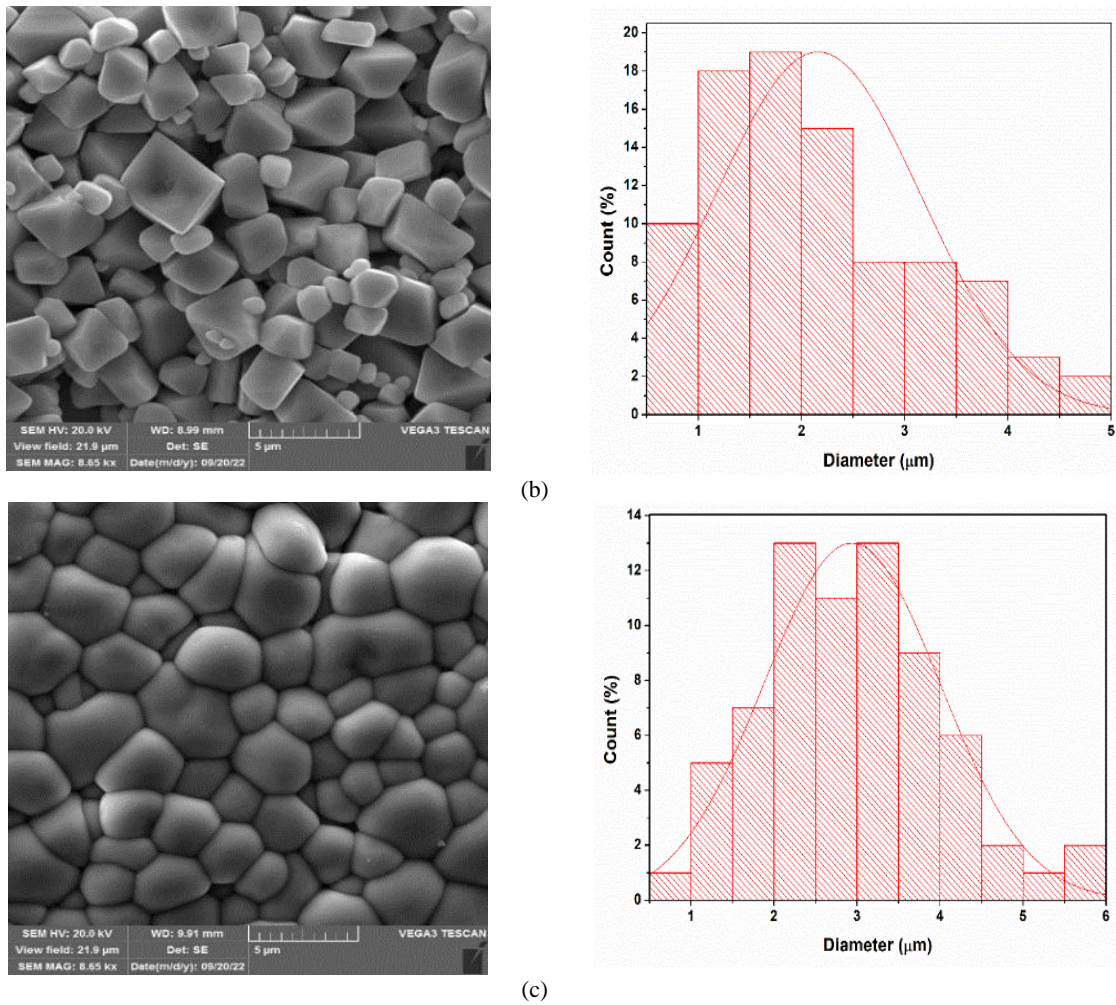 SEM HV: 20.0 kV WD: 8.99 mm VEGA3 TESCAN
View field: 21.9 µm Det: SE 5 µm
SEM MAG: 8.65 kx Date(m/d/y): 09/20/22
20
18
16
14
12
10
8
6
4
2
0
Count (%)
1 2 3 4 5
Diameter (µm)
(b)
SEM HV: 20.0 kV WD: 9.91 mm VEGA3 TESCAN
View field: 21.9 µm Det: SE 5 µm
SEM MAG: 8.65 kx Date(m/d/y): 09/20/22
14
12
10
8
6
4
2
0
Count (%)
1 2 3 4 5 6
Diameter (µm)
(c)